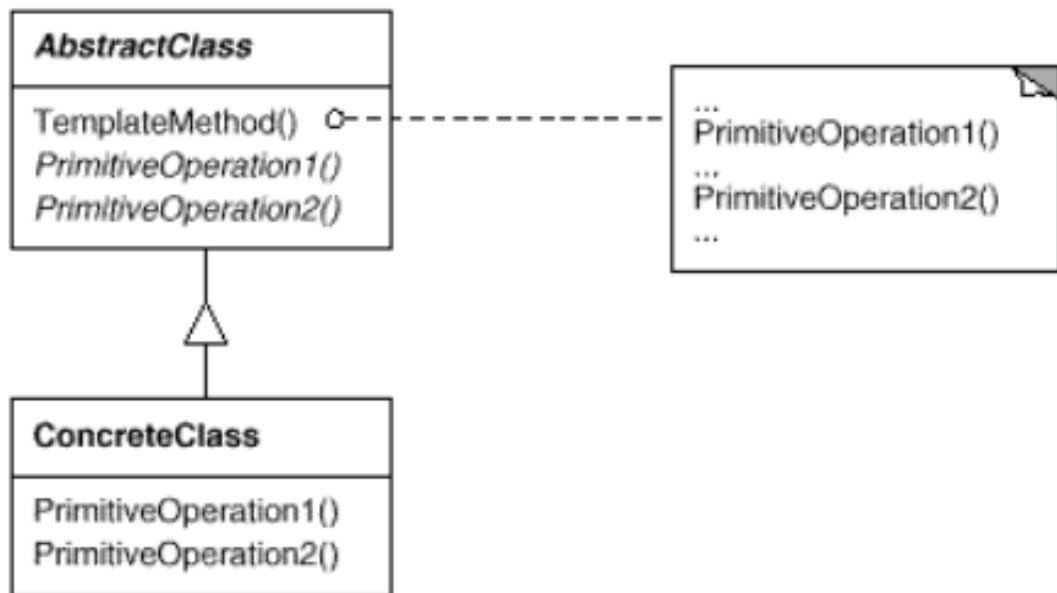 AbstractClass
TemplateMethod()
PrimitiveOperation1()
PrimitiveOperation2()
...
PrimitiveOperation1()
...
PrimitiveOperation2()
...
ConcreteClass
PrimitiveOperation1()
PrimitiveOperation2()